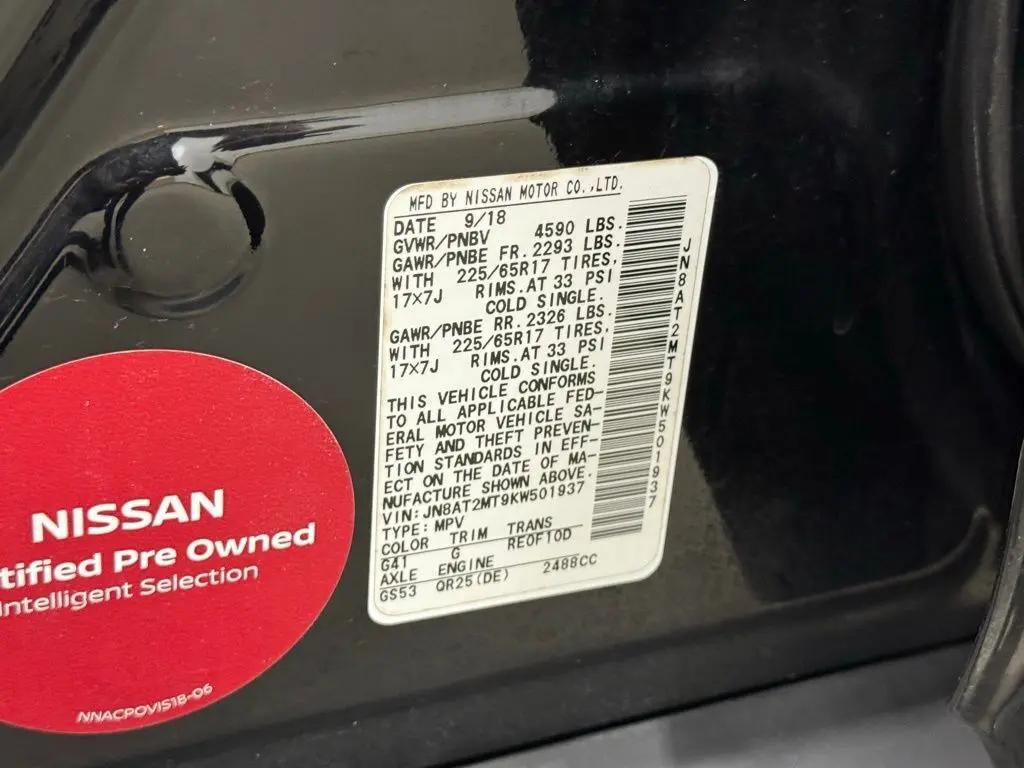 MFD BY NISSAN MOTOR CO.,LTD.
DATE 9/18
GVWR/PNBV 4590 LBS.
GAWR/PNBE FR. 2293 LBS.
WITH 225/65R17 TIRES,
17×7J RIMS.AT 33 PSI
COLD SINGLE.
GAWR/PNBE RR. 2326 LBS.
WITH 225/65R17 TIRES,
17×7J RIMS.AT 33 PSI
COLD SINGLE.
THIS VEHICLE CONFORMS
TO ALL APPLICABLE FED-
ERAL MOTOR VEHICLE SA-
FETY AND THEFT PREVEN-
TION STANDARDS IN EFF-
ECT ON THE DATE OF MA-
NUFACTURE SHOWN ABOVE.
VIN:JN8AT2MT9KW501937
TYPE:MPV
COLOR TRIM TRANS
G41 G RE0F10D
AXLE ENGINE
GS53 QR25(DE) 2488CC
JN8AT2MT9KW501937
NISSAN
tified Pre Owned
Intelligent Selection
NNACPOVIS18-06